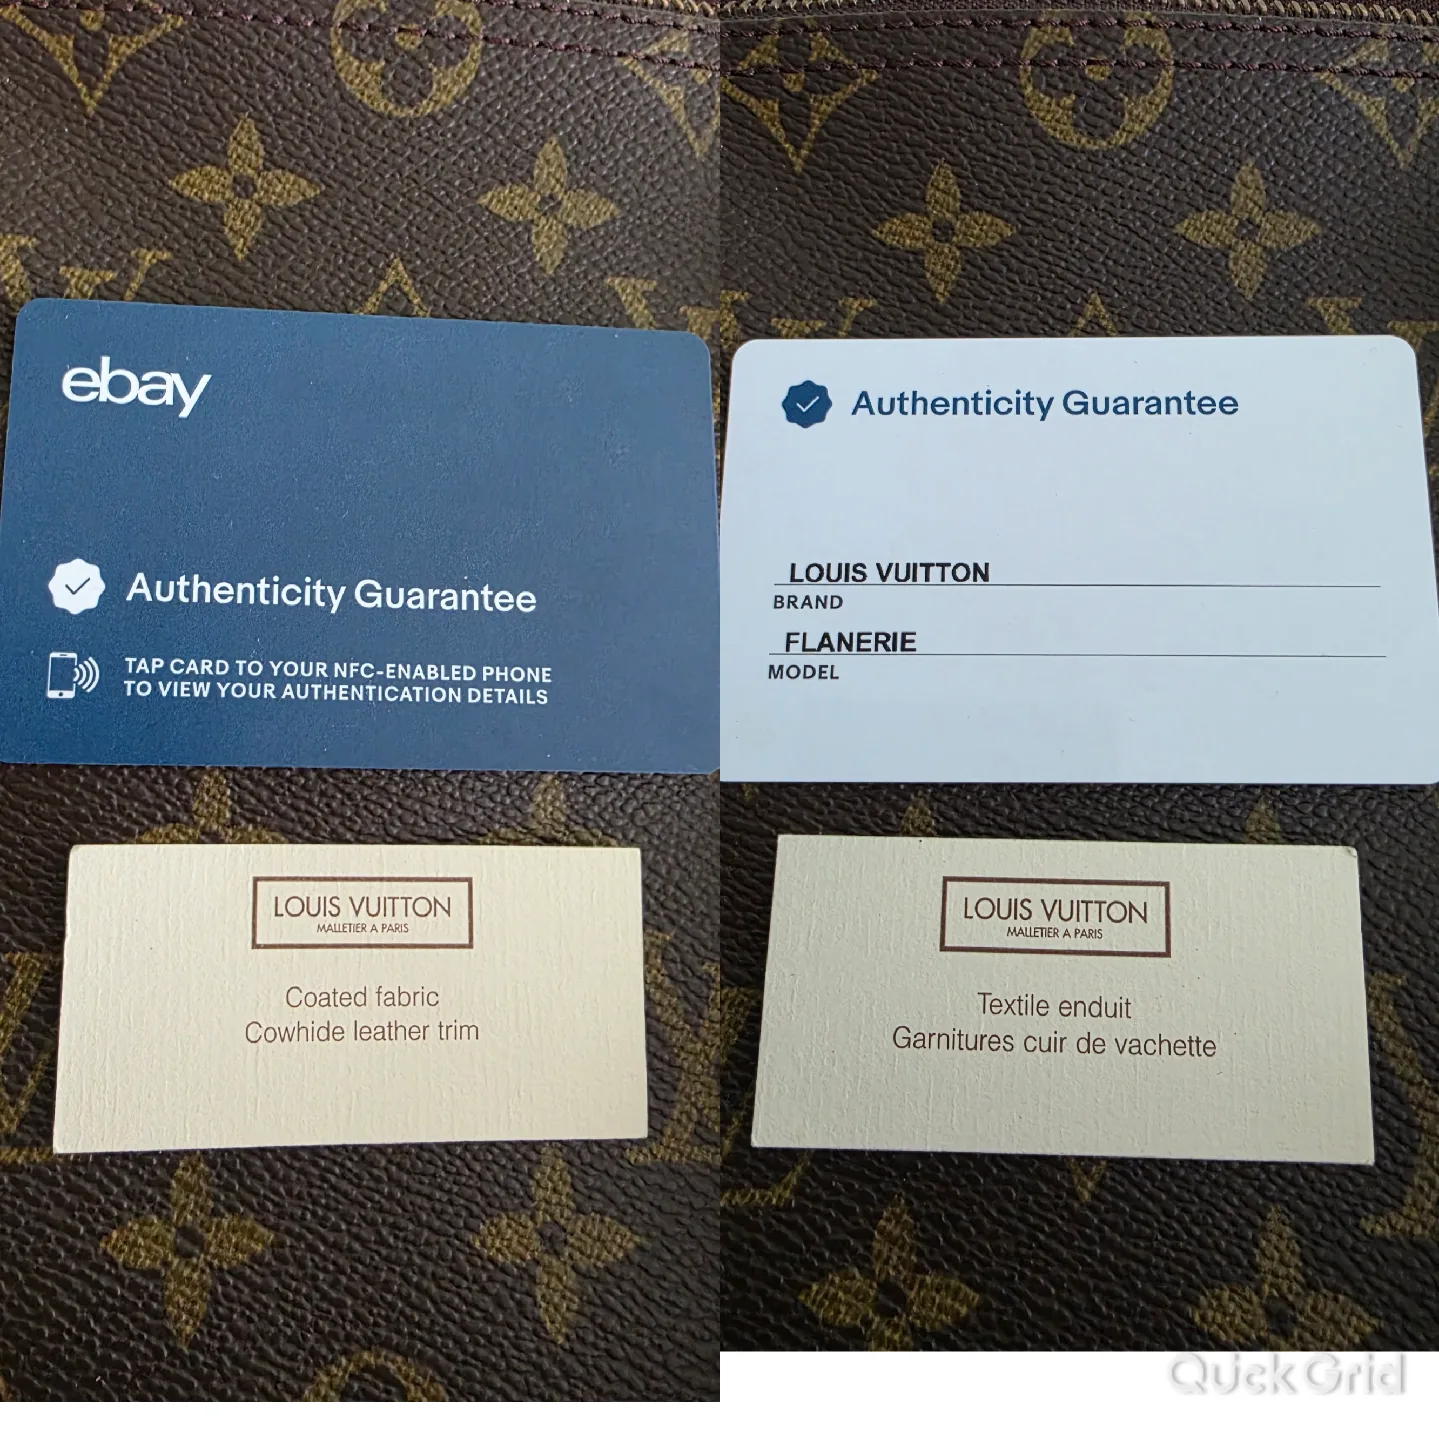 ebay
Authenticity Guarantee
TAP CARD TO YOUR NFC-ENABLED PHONE
TO VIEW YOUR AUTHENTICATION DETAILS
LOUIS VUITTON
MALLETIER A PARIS
Coated fabric
Cowhide leather trim
Authenticity Guarantee
LOUIS VUITTON
BRAND
FLANERIE
MODEL
LOUIS VUITTON
MALLETIER A PARIS
Textile enduit
Garnitures cuir de vachette
Quick Grid